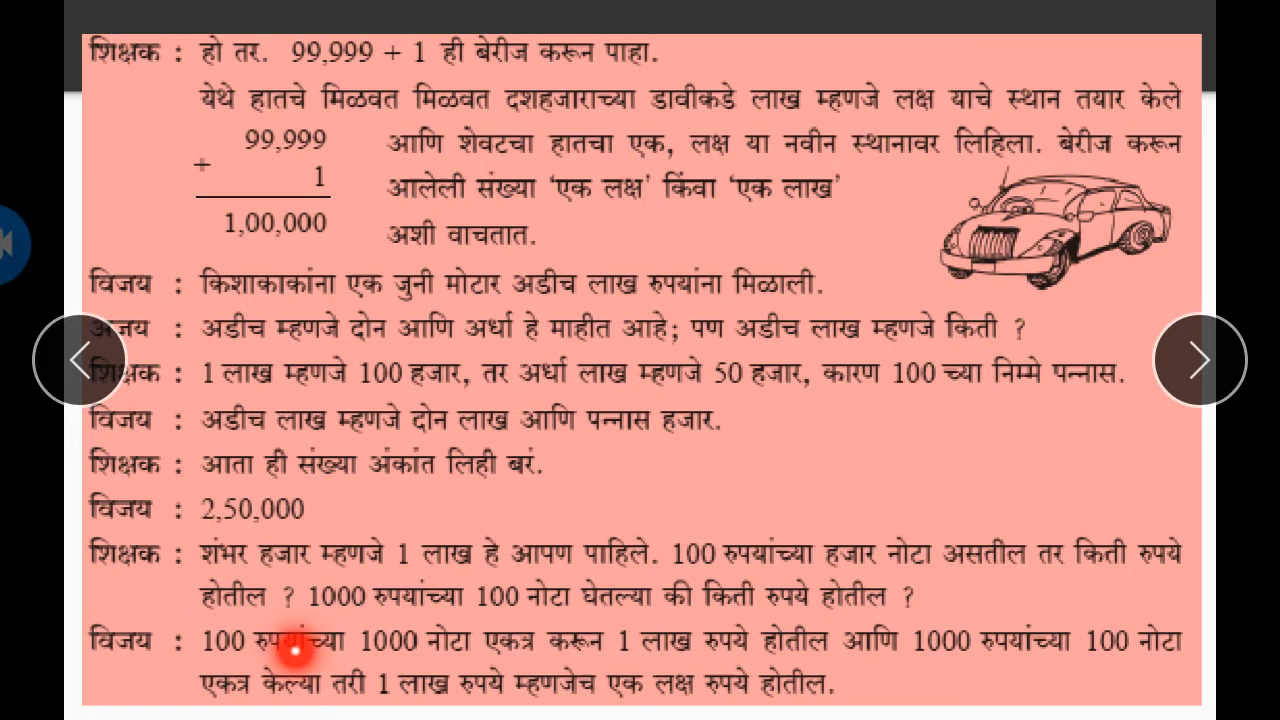 शिक्षक : हो तर. 99,999 + 1 ही बेरीज करून पाहा.
येथे हातचे मिळवत मिळवत दशहजाराच्या डावीकडे लाख म्हणजे लक्ष याचे स्थान तयार केले
99,999 आणि शेवटचा हातचा एक, लक्ष या नवीन स्थानावर लिहिला. बेरीज करून
+ 1 आलेली संख्या ‘एक लक्ष’ किंवा ‘एक लाख’
1,00,000 अशी वाचतात.
विजय : किशाकाकांना एक जुनी मोटार अडीच लाख रुपयांना मिळाली.
अजय : अडीच म्हणजे दोन आणि अर्धा हे माहीत आहे; पण अडीच लाख म्हणजे किती ?
शिक्षक : 1 लाख म्हणजे 100 हजार, तर अर्धा लाख म्हणजे 50 हजार, कारण 100 च्या निम्मे पन्नास.
विजय : अडीच लाख म्हणजे दोन लाख आणि पन्नास हजार.
शिक्षक : आता ही संख्या अंकांत लिही बरं.
विजय : 2,50,000
शिक्षक : शंभर हजार म्हणजे 1 लाख हे आपण पाहिले. 100 रुपयांच्या हजार नोटा असतील तर किती रुपये
होतील ? 1000 रुपयांच्या 100 नोटा घेतल्या की किती रुपये होतील ?
विजय : 100 रुपयांच्या 1000 नोटा एकत्र करून 1 लाख रुपये होतील आणि 1000 रुपयांच्या 100 नोटा
एकत्र केल्या तरी 1 लाख रुपये म्हणजेच एक लक्ष रुपये होतील.